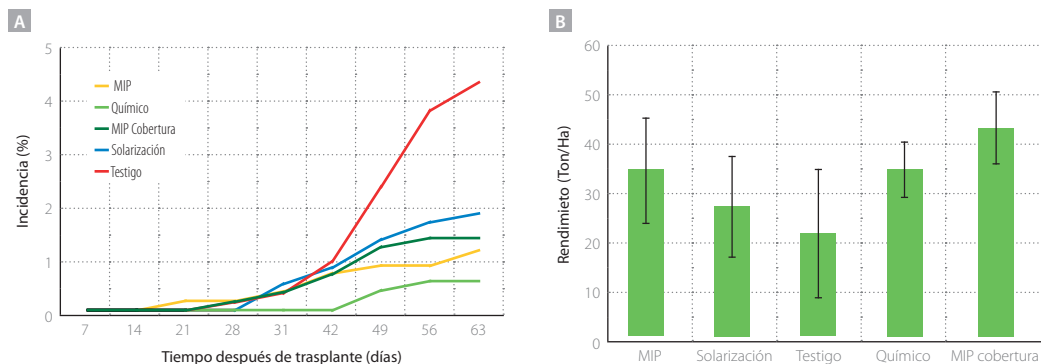 A
5
4
3
2
1
0
Incidencia (%)
MIP
Químico
MIP Cobertura
Solarización
Testigo
7 14 21 28 31 42 49 56 63
Tiempo después de trasplante (días)
B
60
50
40
30
20
10
0
Rendimieto (Ton/Ha)
MIP Solarización Testigo Químico MIP cobertura